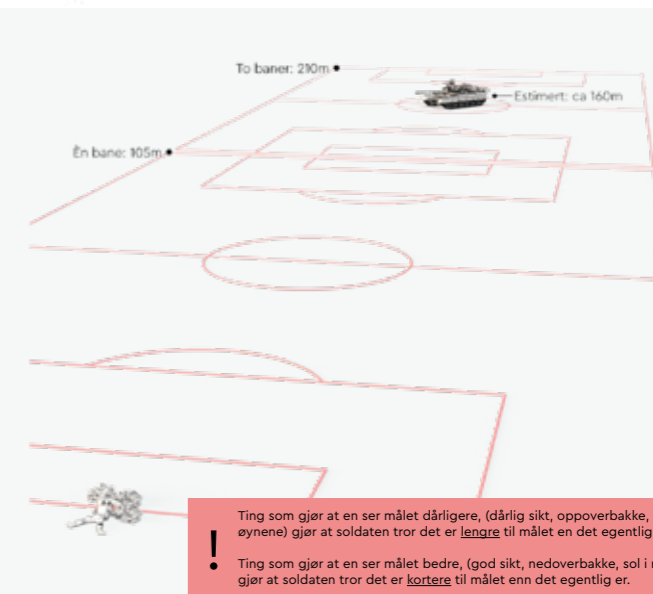 To baner: 210m
Estimert: ca 160m
Én bane: 105m
!
Ting som gjør at en ser målet dårligere, (dårlig sikt, oppoverbakke,
øynene) gjør at soldaten tror det er lengre til målet en det egentlig
Ting som gjør at en ser målet bedre, (god sikt, nedoverbakke, sol i
gjør at soldaten tror det er kortere til målet enn det egentlig er.